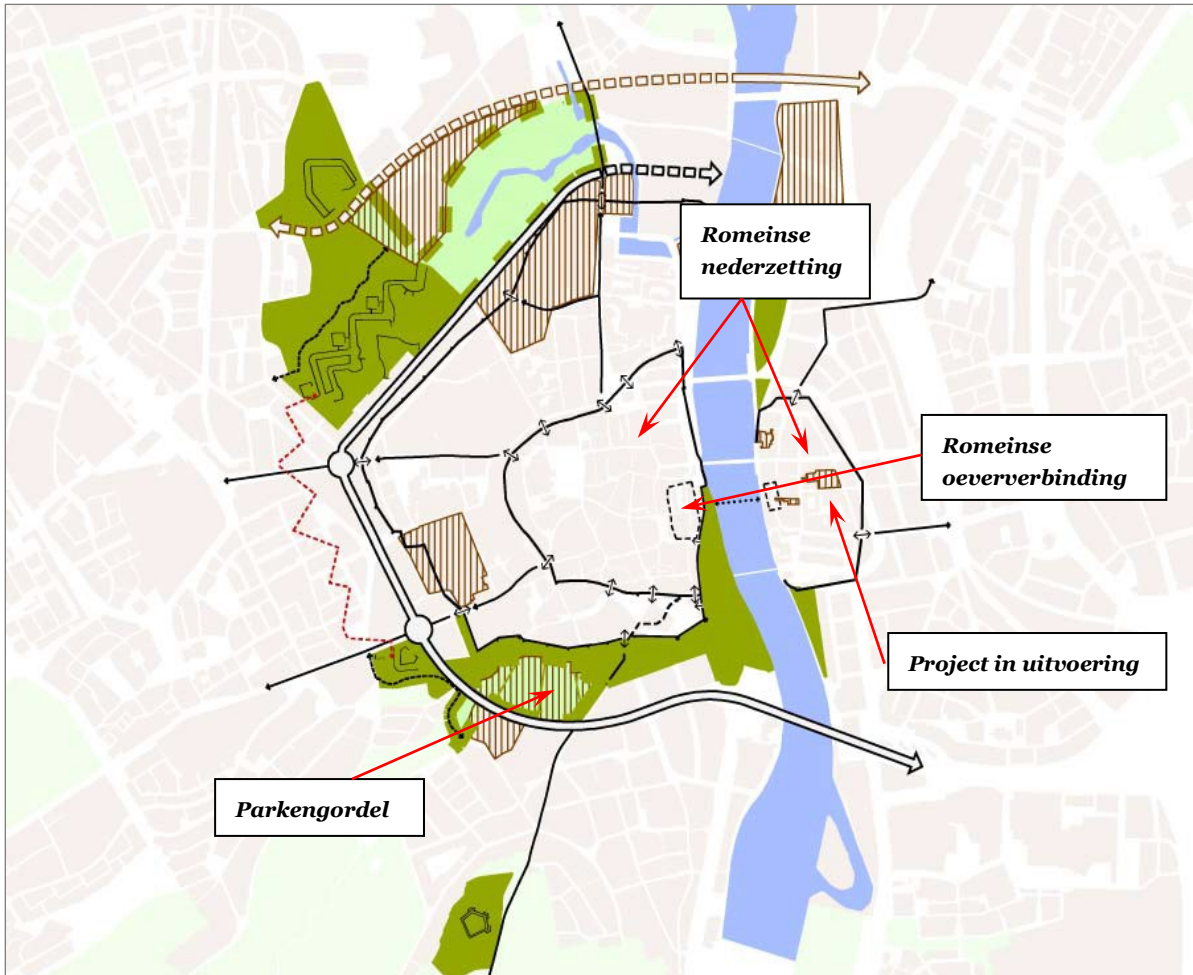 Romeinse
nederzetting
Romeinse
oeververbinding
Project in uitvoering
Parkengordel